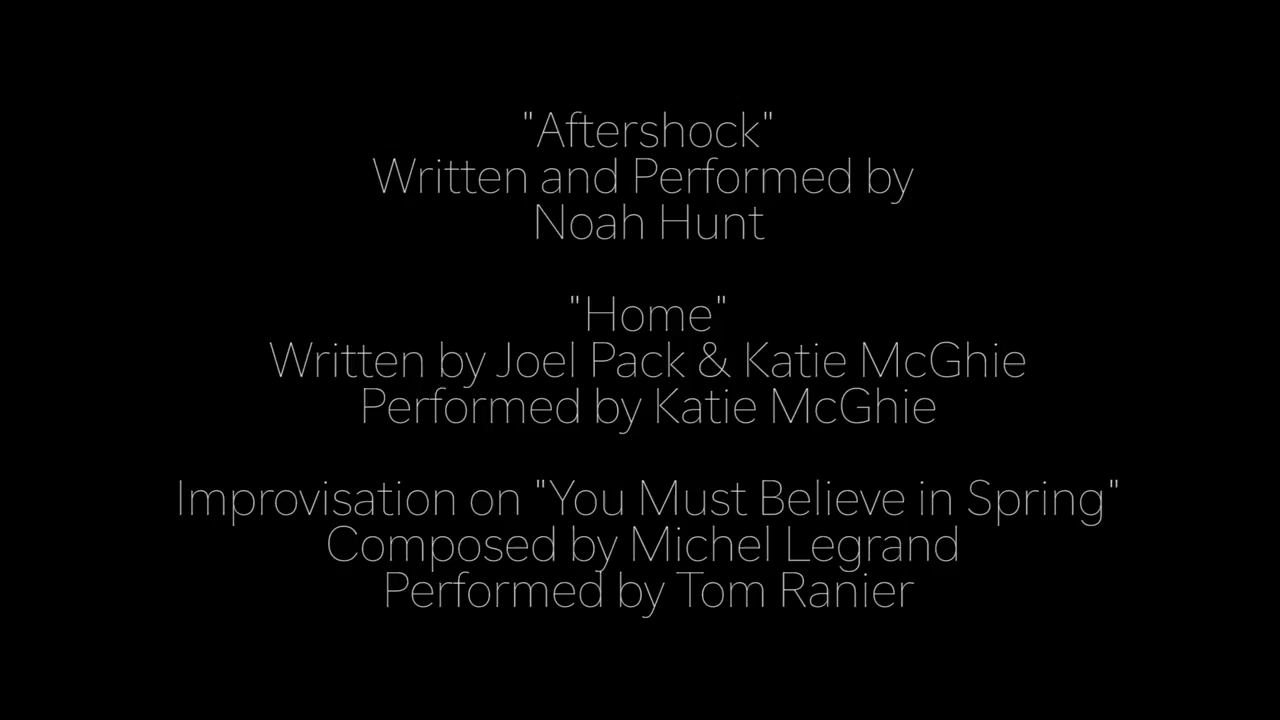 "Aftershock"
Written and Performed by
Noah Hunt
"Home"
Written by Joel Pack & Katie McGhie
Performed by Katie McGhie
Improvisation on "You Must Believe in Spring"
Composed by Michel Legrand
Performed by Tom Ranier